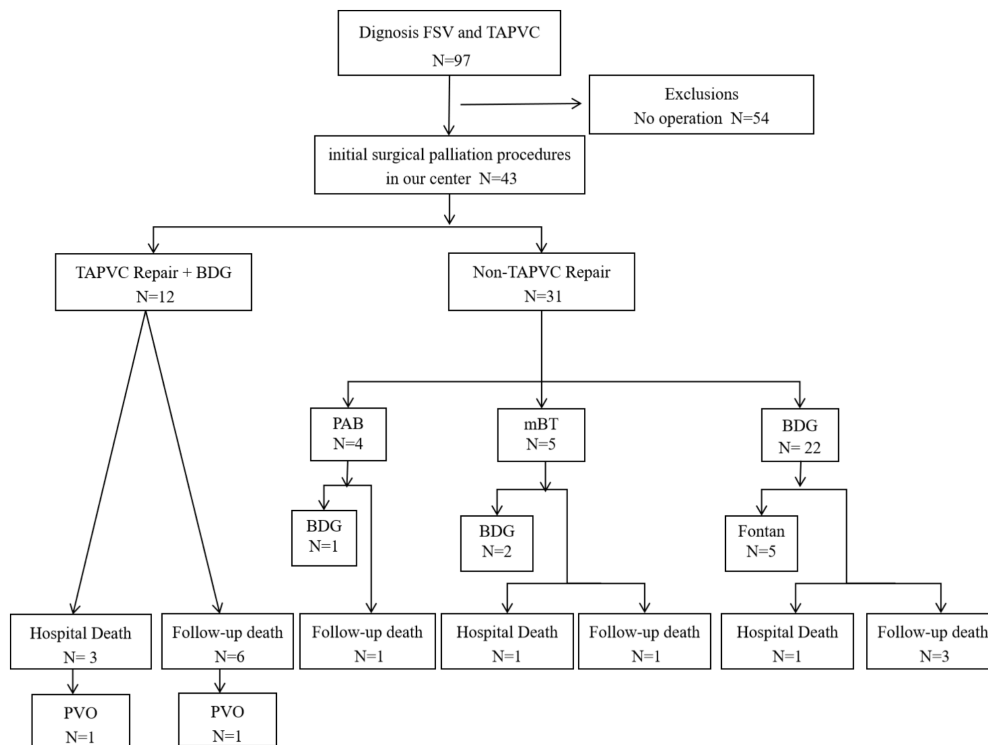 Dignosis FSV and TAPVC
N=97
Exclusions
No operation N=54
initial surgical palliation procedures
in our center N=43
TAPVC Repair + BDG
N=12
Non-TAPVC Repair
N=31
PAB
N=4
mBT
N=5
BDG
N= 22
BDG
N=1
BDG
N=2
Fontan
N=5
Hospital Death
N= 3
Follow-up death
N=6
Follow-up death
N=1
Hospital Death
N=1
Follow-up death
N=1
Hospital Death
N=1
Follow-up death
N=3
PVO
N=1
PVO
N=1